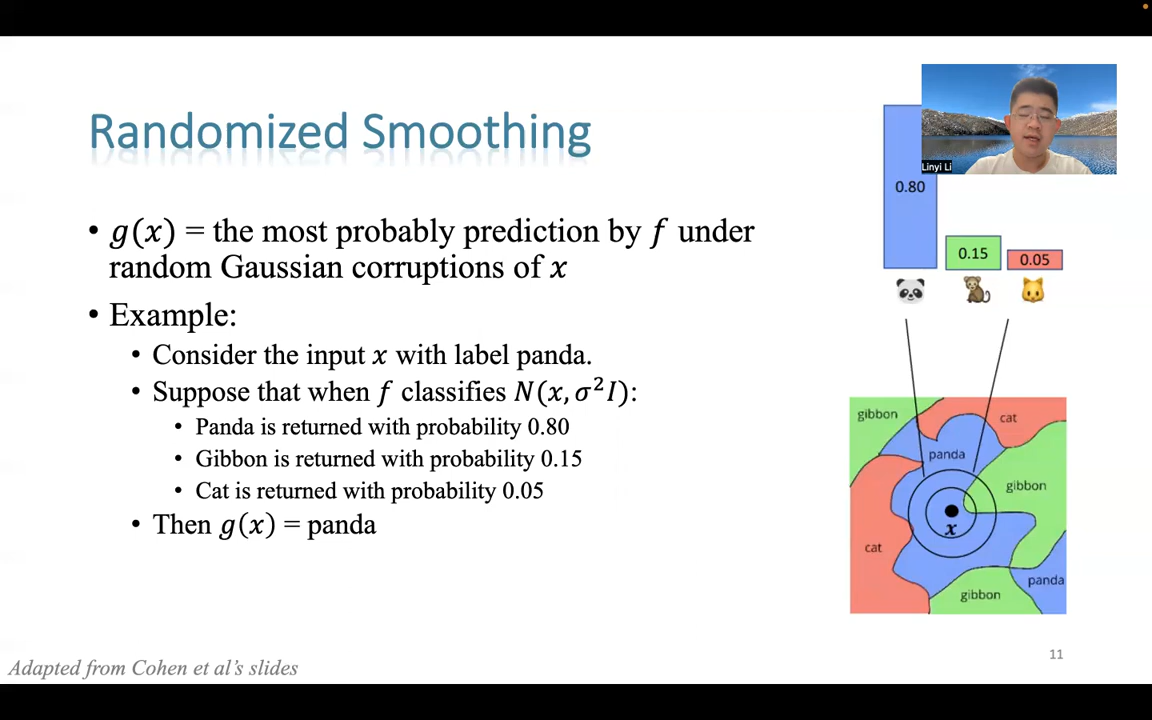 Randomized Smoothing
• g(x) = the most probably prediction by f under
random Gaussian corruptions of x
• Example:
• Consider the input x with label panda.
• Suppose that when f classifies N(x, σ²I):
• Panda is returned with probability 0.80
• Gibbon is returned with probability 0.15
• Cat is returned with probability 0.05
• Then g(x) = panda
Linyi Li
0.80
0.15
0.05
gibbon
cat
panda
gibbon
x
cat
panda
gibbon
Adapted from Cohen et al’s slides
11